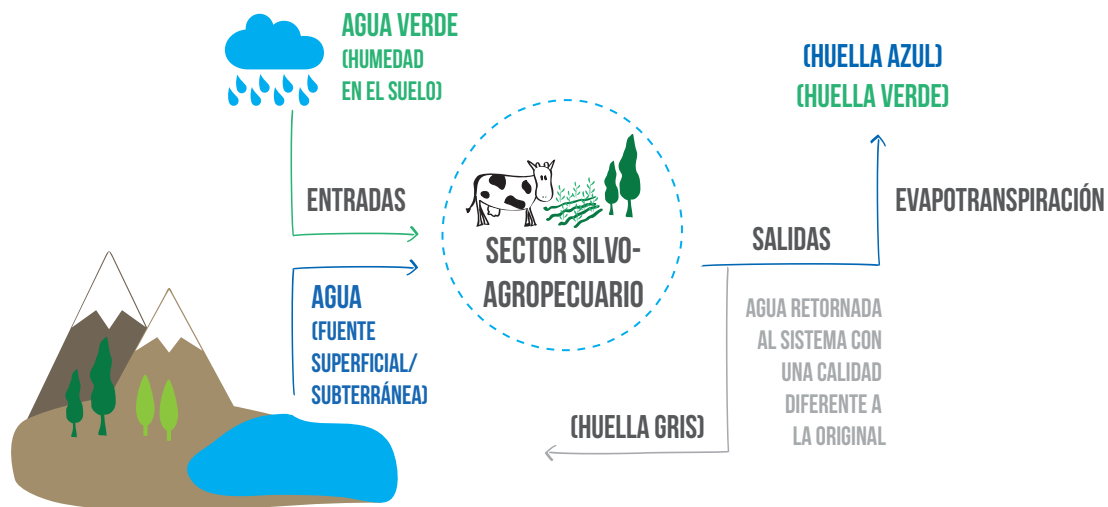 AGUA VERDE
(HUMEDAD
EN EL SUELO)
ENTRADAS
AGUA
(FUENTE
SUPERFICIAL/
SUBTERRÁNEA)
SECTOR SILVO-
AGROPECUARIO
(HUELLA AZUL)
(HUELLA VERDE)
EVAPOTRANSPIRACIÓN
SALIDAS
AGUA RETORNADA
AL SISTEMA CON
UNA CALIDAD
DIFERENTE A
LA ORIGINAL
(HUELLA GRIS)